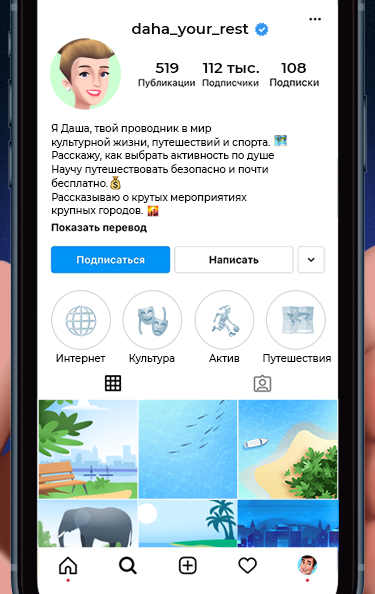 daha_your_rest
519 112 тыс. 108
Публикации Подписчики Подписки
Я Даша, твой проводник в мир
культурной жизни, путешествий и спорта.
Расскажу, как выбрать активность по душе
Научу путешествовать безопасно и почти
бесплатно.
Рассказываю о крутых мероприятиях
крупных городов.
Показать перевод
Подписаться Написать
Интернет Культура Актив Путешествия